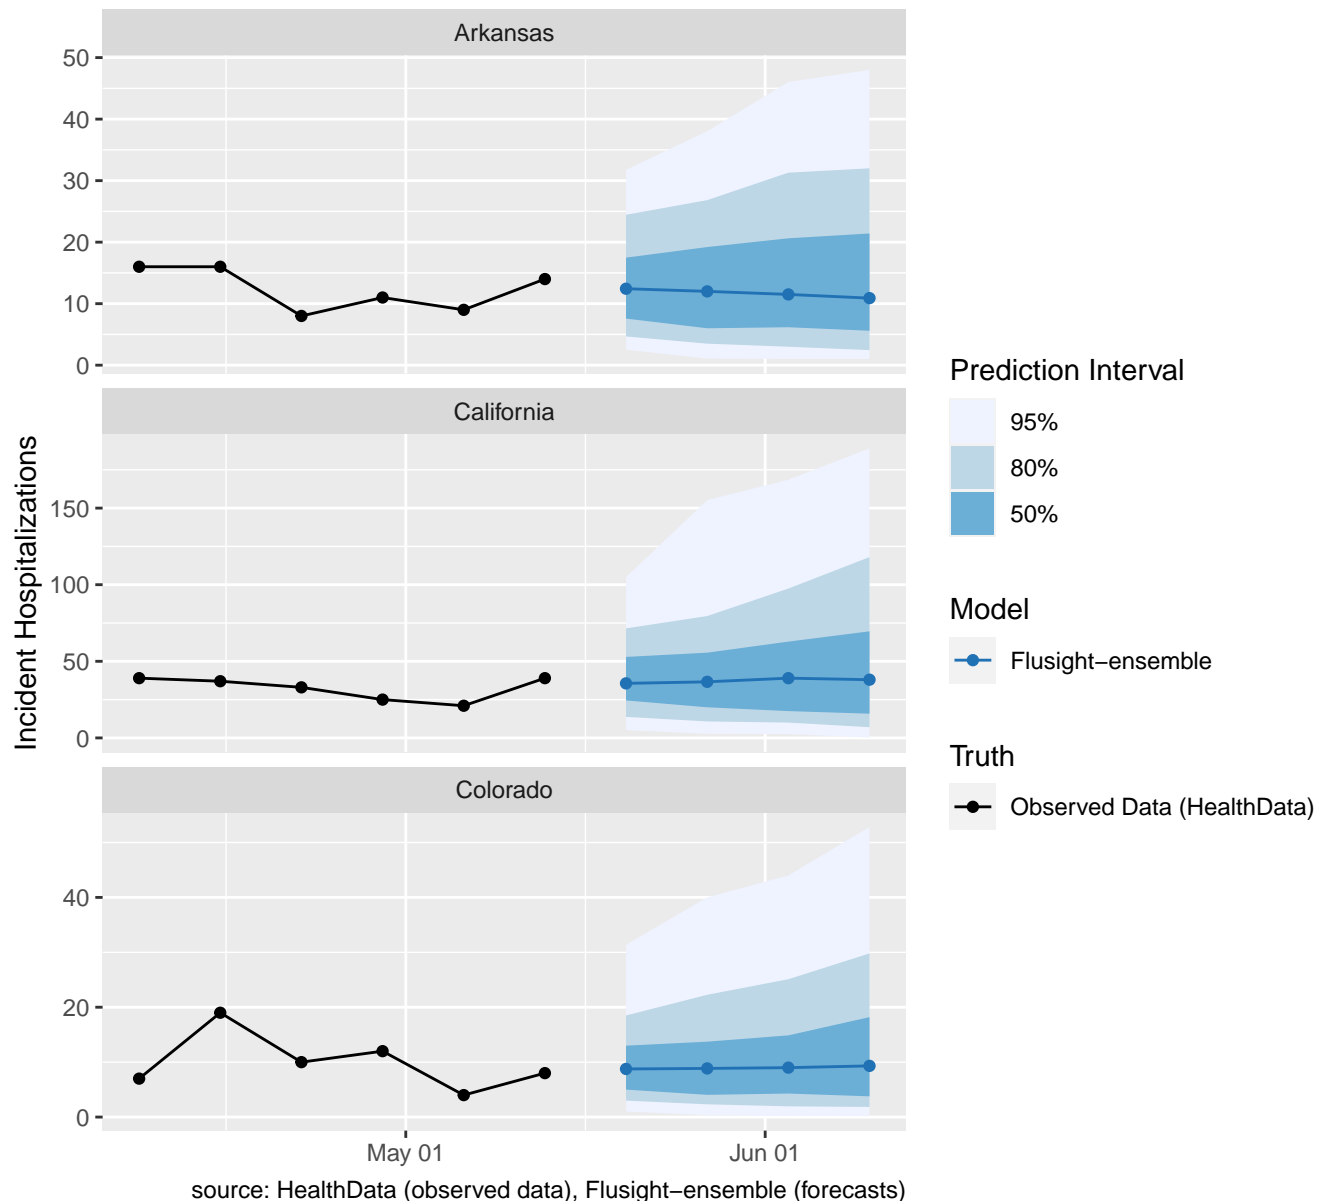 Arkansas
50
40
30
20
10
0
California
150
100
50
0
Colorado
40
20
0
May 01
Jun 01
Incident Hospitalizations
source: HealthData (observed data), Flusight−ensemble (forecasts)
Prediction Interval
95%
80%
50%
Model
Flusight−ensemble
Truth
Observed Data (HealthData)